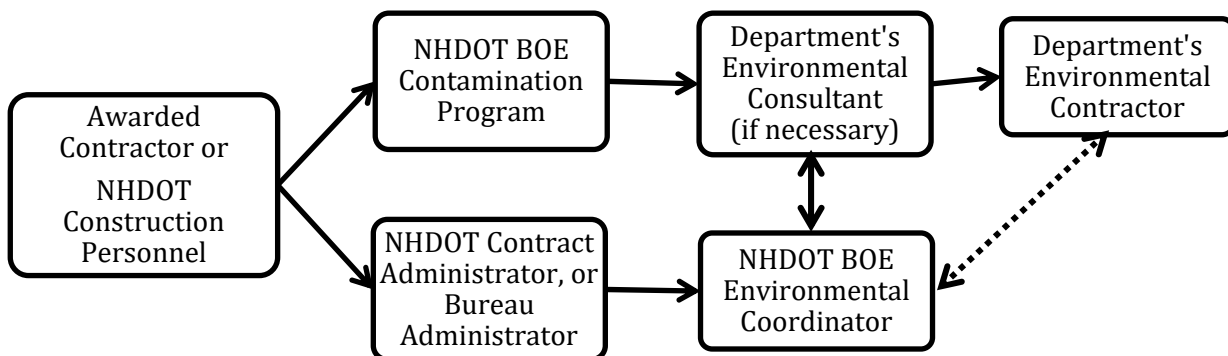 Awarded
Contractor or
NHDOT
Construction
Personnel
NHDOT BOE
Contamination
Program
Department's
Environmental
Consultant
(if necessary)
Department's
Environmental
Contractor
NHDOT Contract
Administrator, or
Bureau
Administrator
NHDOT BOE
Environmental
Coordinator